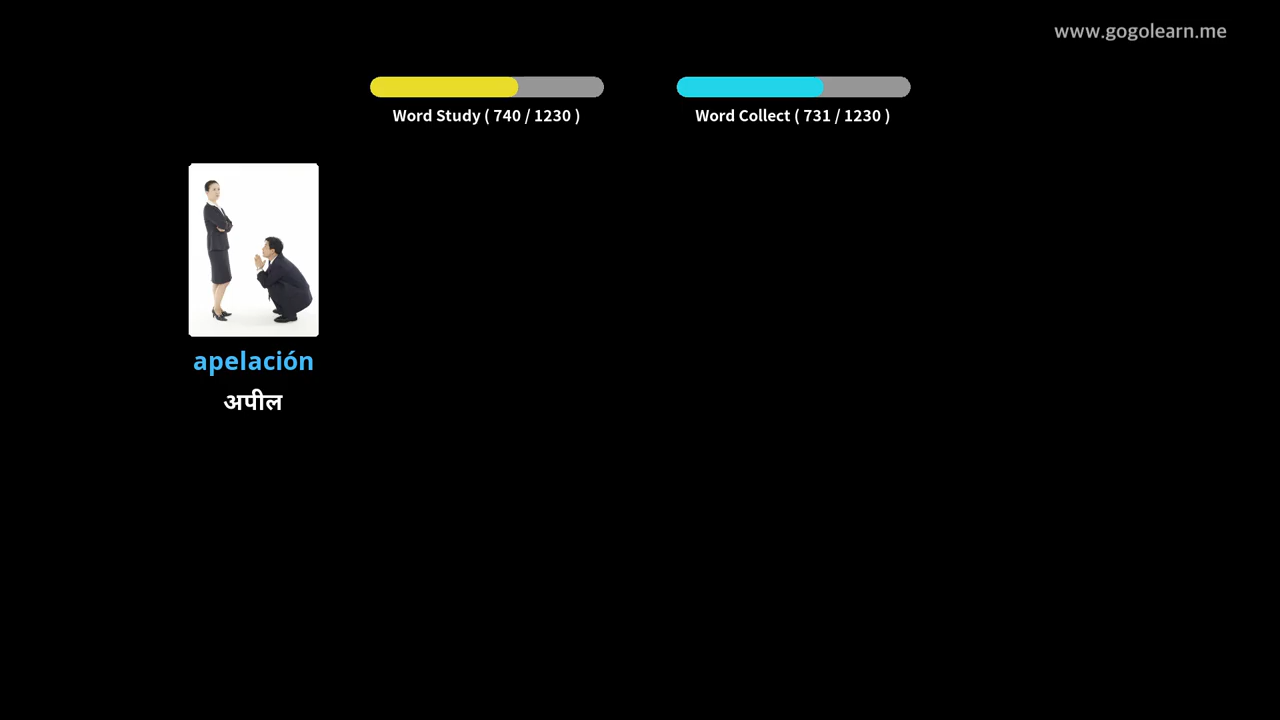 www.gogolearn.me
Word Study ( 740 / 1230 )
Word Collect ( 731 / 1230 )
apelación
अपील